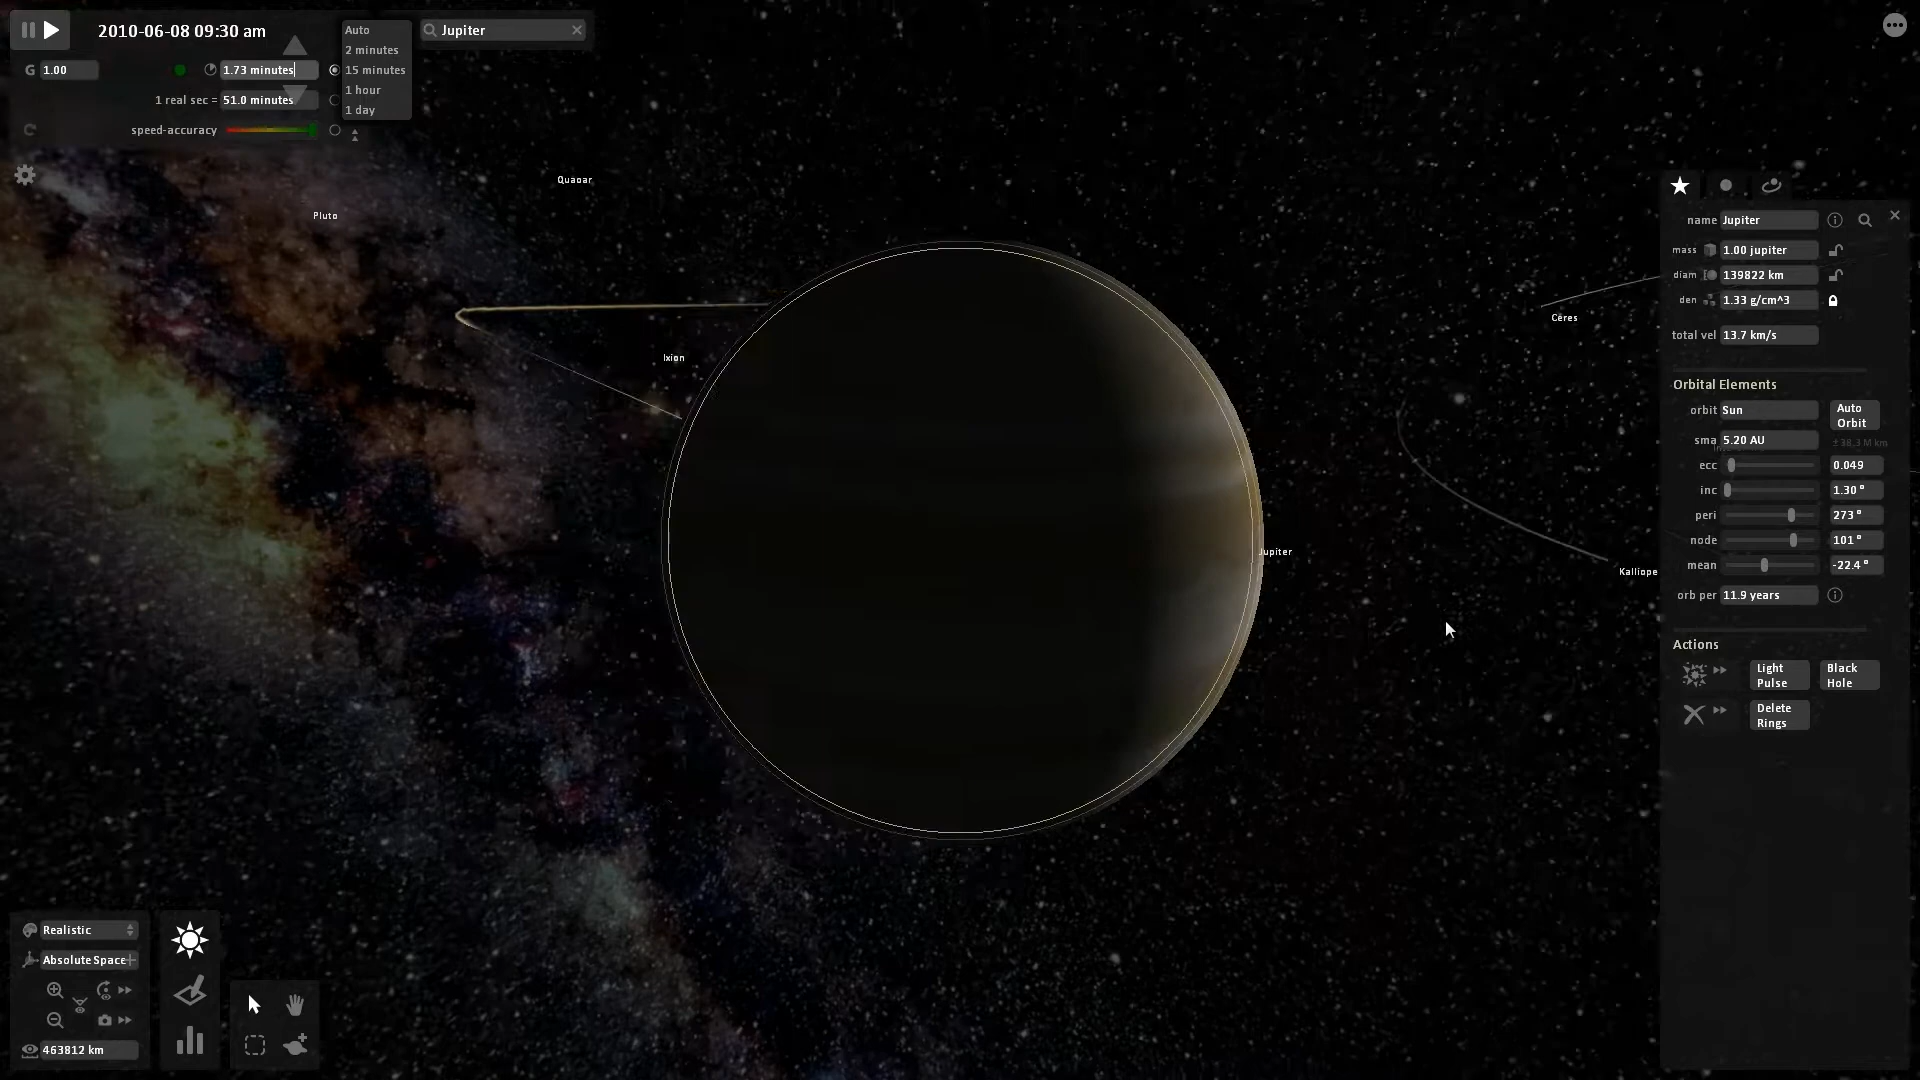 2010-06-08 09:30 am
Auto
2 minutes
15 minutes
1 hour
1 day
Jupiter
G 1.00
1.73 minutes
1 real sec = 51.0 minutes
speed-accuracy
Quaoar
Pluto
Ixion
Ceres
Jupiter
Kalliope
name Jupiter
mass 1.00 jupiter
diam 139822 km
den 1.33 g/cm^3
total vel 13.7 km/s
Orbital Elements
orbit Sun
Auto
Orbit
sma 5.20 AU ±38.3 M km
ecc 0.049
inc 1.30 °
peri 273 °
node 101 °
mean -22.4 °
orb per 11.9 years
Actions
Light
Pulse
Black
Hole
Delete
Rings
Realistic
Absolute Space
463812 km